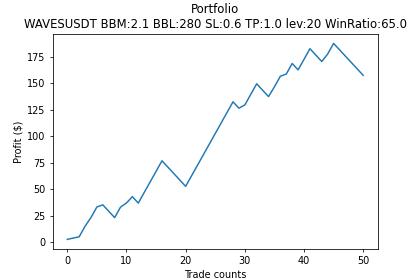 Portfolio
WAVESUSDT BBM:2.1 BBL:280 SL:0.6 TP:1.0 lev:20 WinRatio:65.0
175
150
125
100
75
50
25
0
Profit ($)
0 10 20 30 40 50
Trade counts